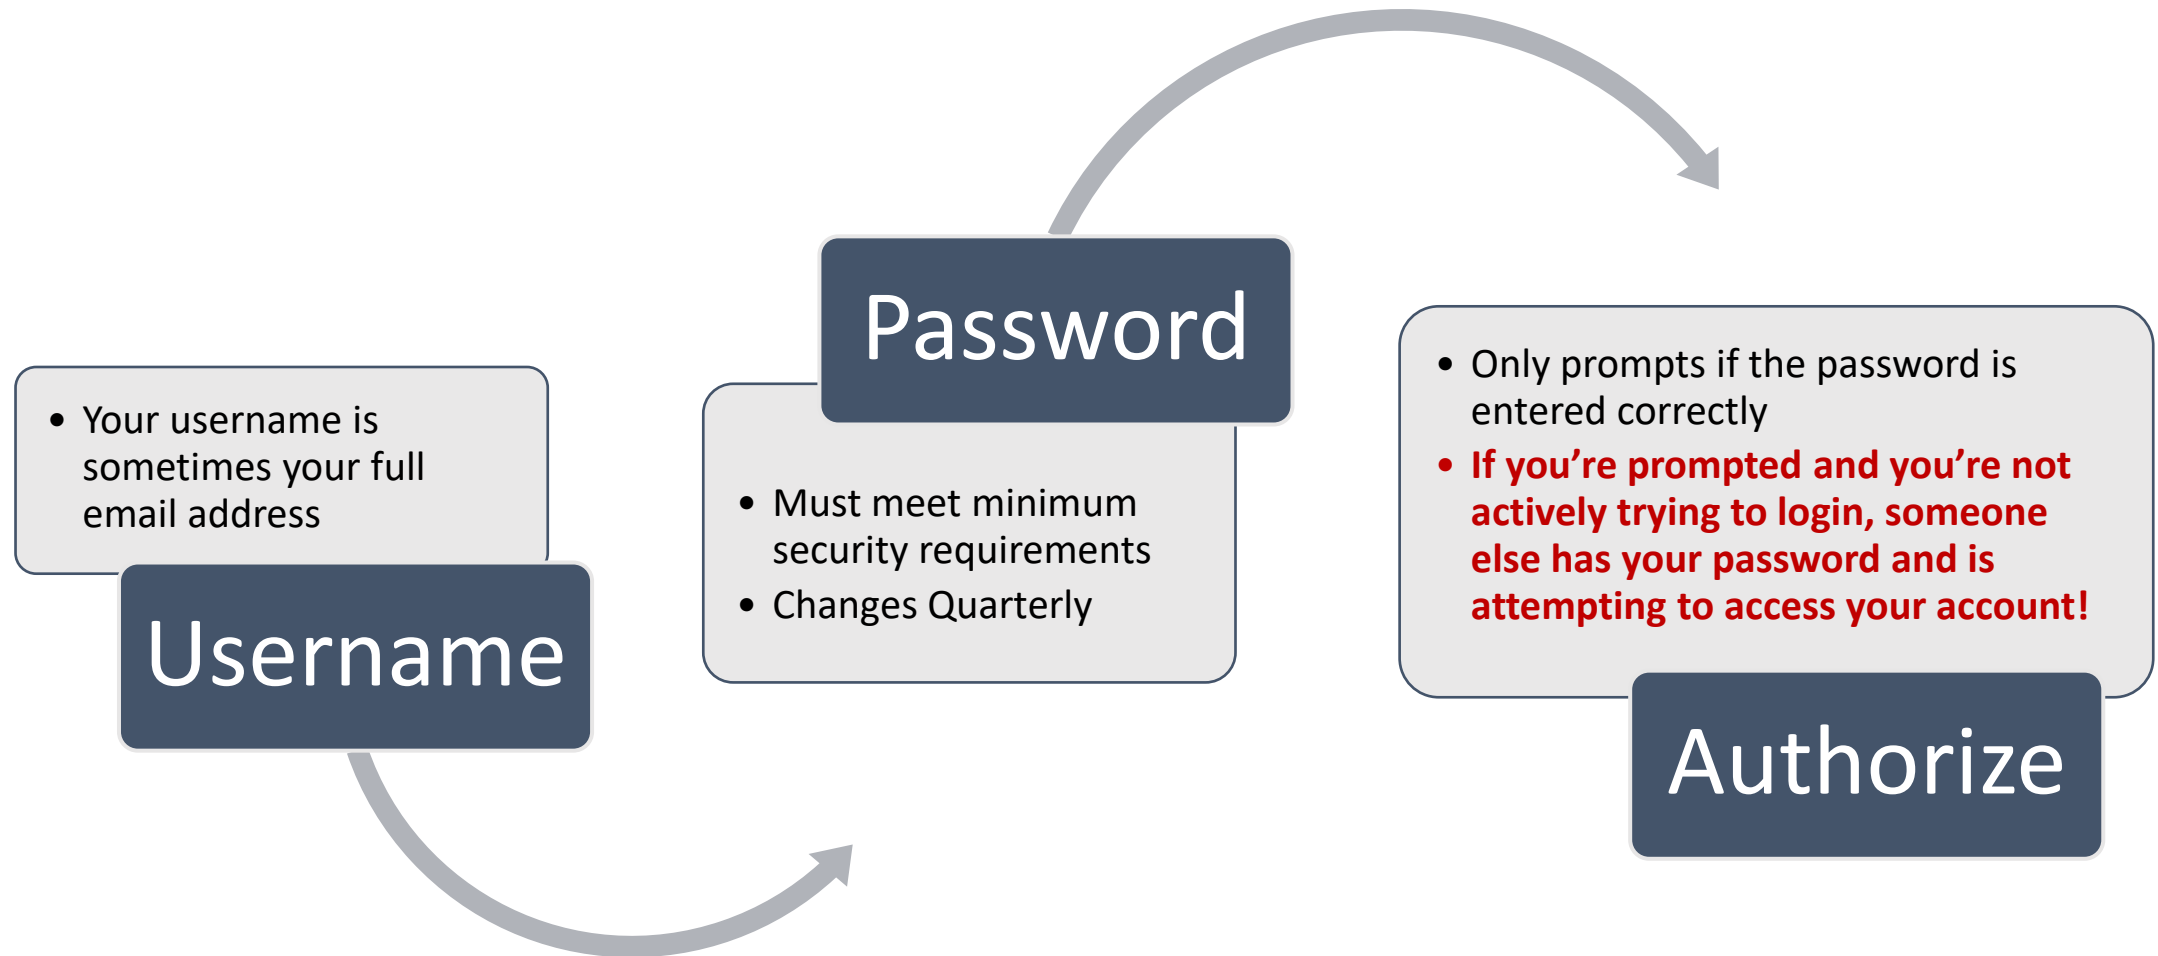 • Your username is
sometimes your full
email address
Username
Password
• Must meet minimum
security requirements
• Changes Quarterly
• Only prompts if the password is
entered correctly
• If you’re prompted and you’re not
actively trying to login, someone
else has your password and is
attempting to access your account!
Authorize